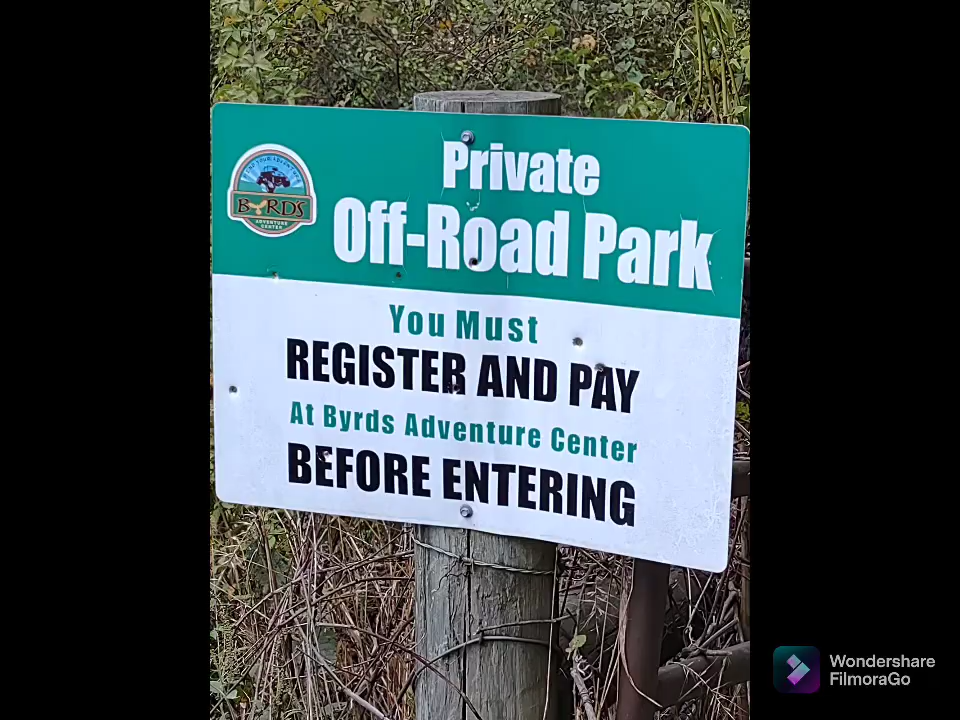 Private
Off-Road Park
BYRDS
ADVENTURE
CENTER
You Must
REGISTER AND PAY
At Byrds Adventure Center
BEFORE ENTERING
Wondershare
FilmoraGo